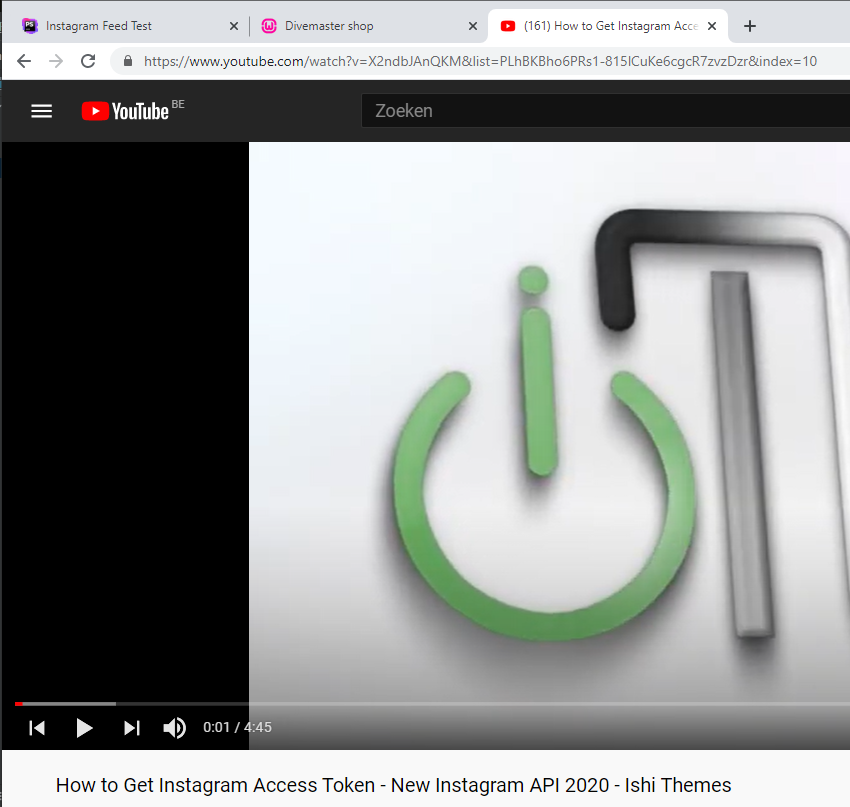 Instagram Feed Test
Divemaster shop
(161) How to Get Instagram Acce
https://www.youtube.com/watch?v=X2ndbJAnQKM&list=PLhBKBho6PRs1-815ICuKe6cgcR7zvzDzr&index=10
YouTube BE
Zoeken
0:01 / 4:45
How to Get Instagram Access Token - New Instagram API 2020 - Ishi Themes